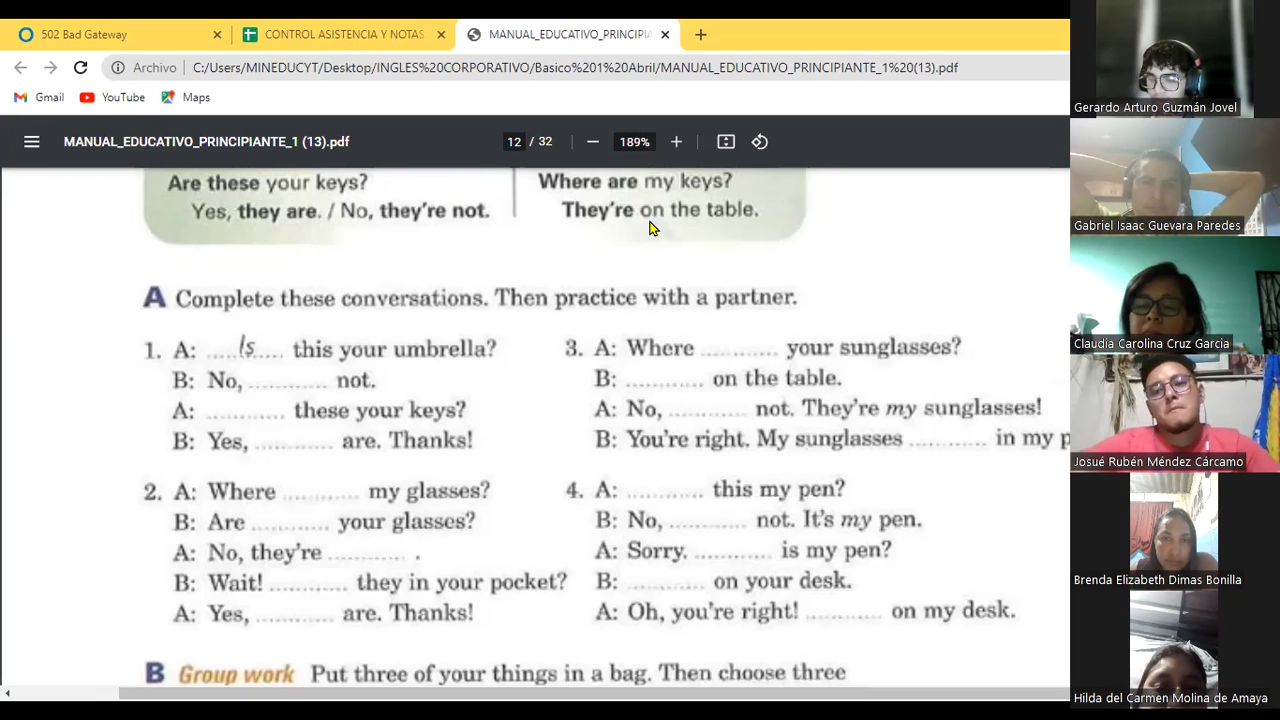 502 Bad Gateway
CONTROL ASISTENCIA Y NOTAS
MANUAL_EDUCATIVO_PRINCIPIA
Archivo
C:/Users/MINEDUCYT/Desktop/INGLES%20CORPORATIVO/Basico%201%20Abril/MANUAL_EDUCATIVO_PRINCIPIANTE_1%20(13).pdf
Gmail YouTube Maps
MANUAL_EDUCATIVO_PRINCIPIANTE_1 (13).pdf
12 / 32
189%
Are these your keys?
Yes, they are. / No, they're not.
Where are my keys?
They're on the table.
A Complete these conversations. Then practice with a partner.
1. A: .....Is..... this your umbrella?
B: No, ............ not.
A: ............ these your keys?
B: Yes, ............ are. Thanks!
2. A: Where ............ my glasses?
B: Are ............ your glasses?
A: No, they're ............ .
B: Wait! ............ they in your pocket?
A: Yes, ............ are. Thanks!
3. A: Where ............ your sunglasses?
B: ............ on the table.
A: No, ............ not. They're my sunglasses!
B: You're right. My sunglasses ............ in my p
4. A: ............ this my pen?
B: No, ............ not. It's my pen.
A: Sorry. ............ is my pen?
B: ............ on your desk.
A: Oh, you're right! ............ on my desk.
B Group work Put three of your things in a bag. Then choose three
Gerardo Arturo Guzmán Jovel
Gabriel Isaac Guevara Paredes
Claudia Carolina Cruz Garcia
Josué Rubén Méndez Cárcamo
Brenda Elizabeth Dimas Bonilla
Hilda del Carmen Molina de Amaya